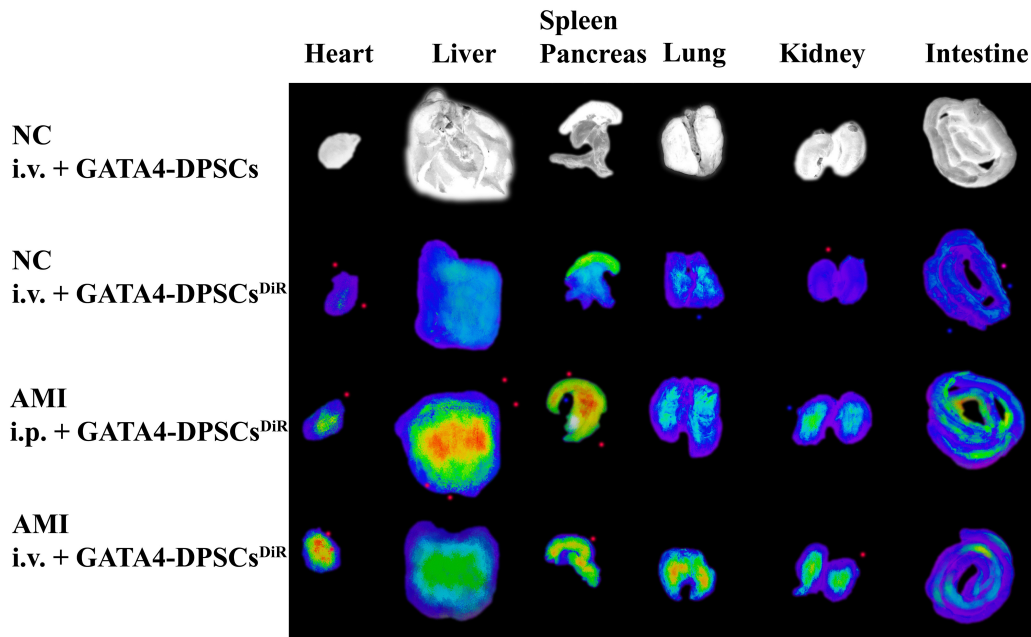 Heart Liver Spleen Pancreas Lung Kidney Intestine
NC
i.v. + GATA4-DPSCs
NC
i.v. + GATA4-DPSCsDiR
AMI
i.p. + GATA4-DPSCsDiR
AMI
i.v. + GATA4-DPSCsDiR